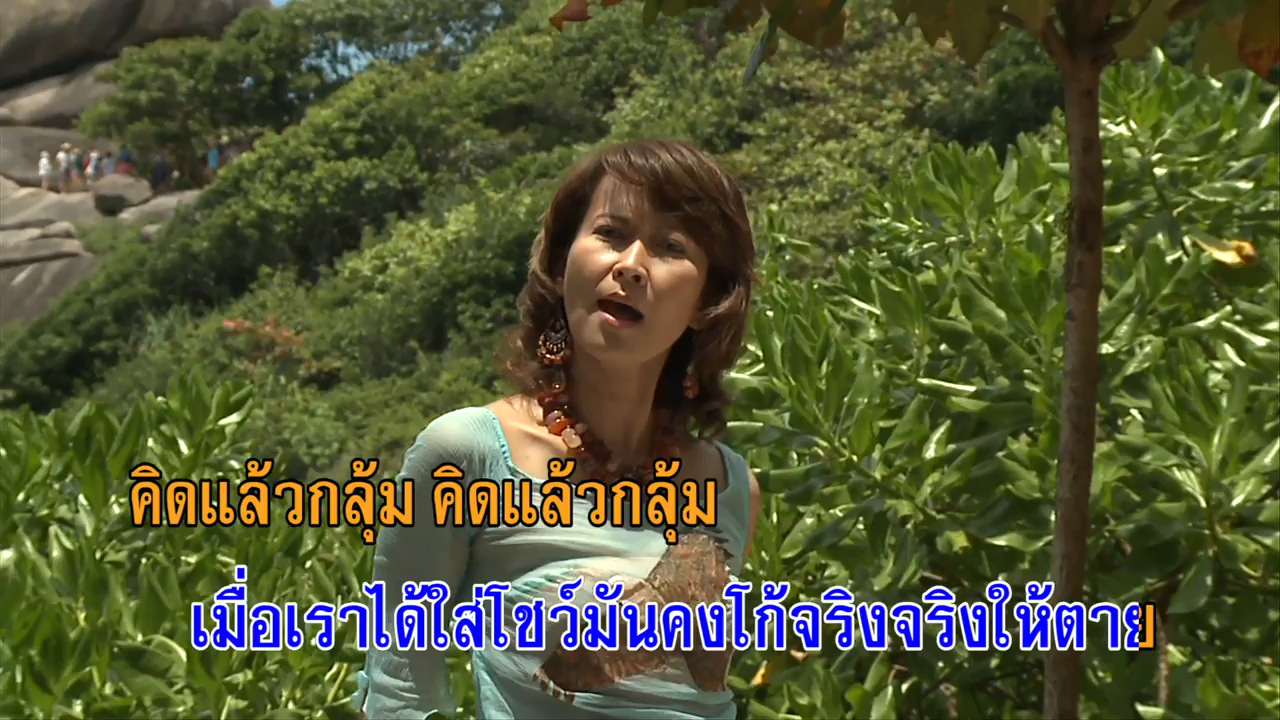 คิดแล้วกลุ้ม คิดแล้วกลุ้ม
เมื่อเราได้ใส่โชว์มันคงโก้จริงจริงให้ตาย